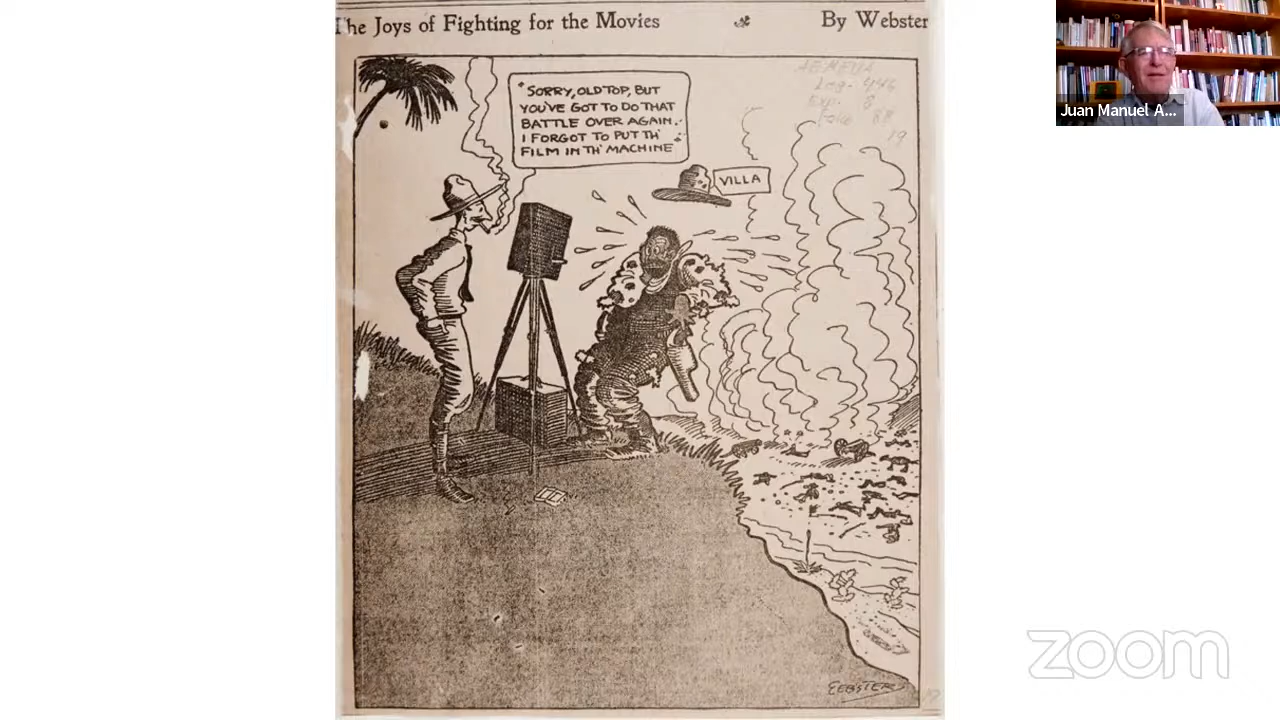 The Joys of Fighting for the Movies
By Webster
"SORRY, OLD TOP, BUT
YOU'VE GOT TO DO THAT
BATTLE OVER AGAIN.
I FORGOT TO PUT TH'
FILM IN TH' MACHINE"
VILLA
WEBSTER
Juan Manuel A...
zoom